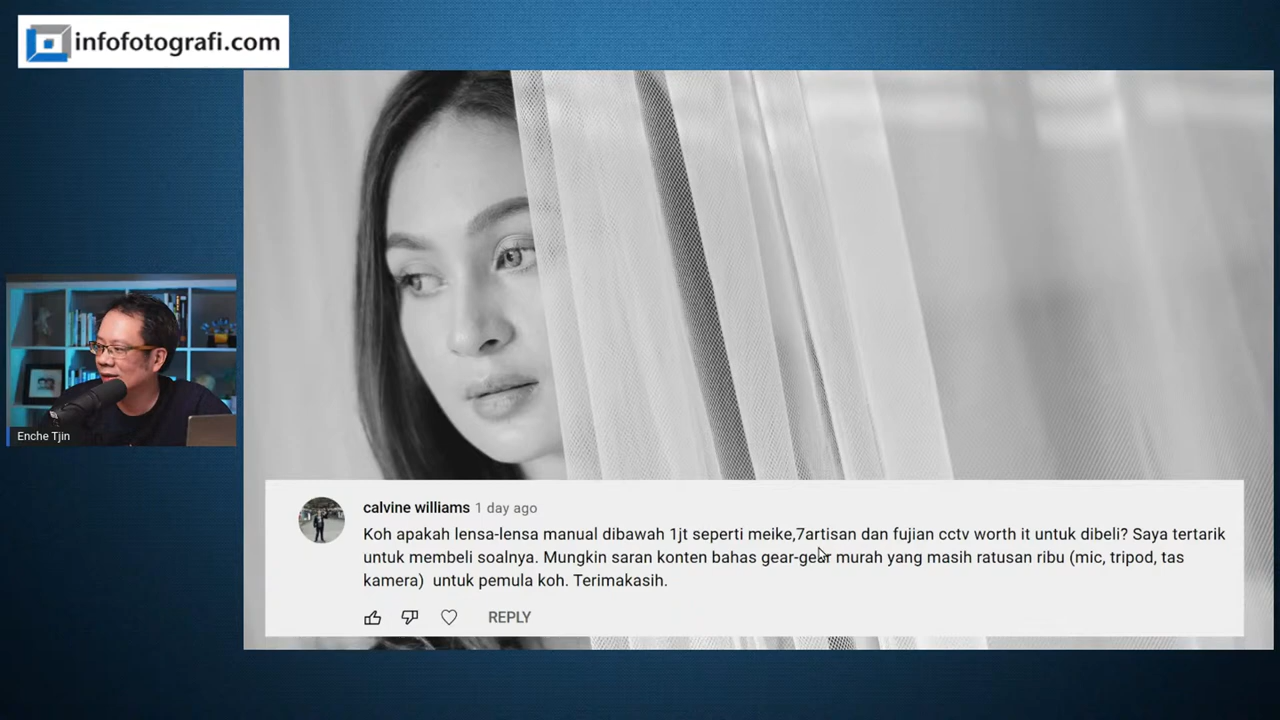 infofotografi.com
Enche Tjin
calvine williams 1 day ago
Koh apakah lensa-lensa manual dibawah 1jt seperti meike,7artisan dan fujian cctv worth it untuk dibeli? Saya tertarik
untuk membeli soalnya. Mungkin saran konten bahas gear-gear murah yang masih ratusan ribu (mic, tripod, tas
kamera) untuk pemula koh. Terimakasih.
REPLY